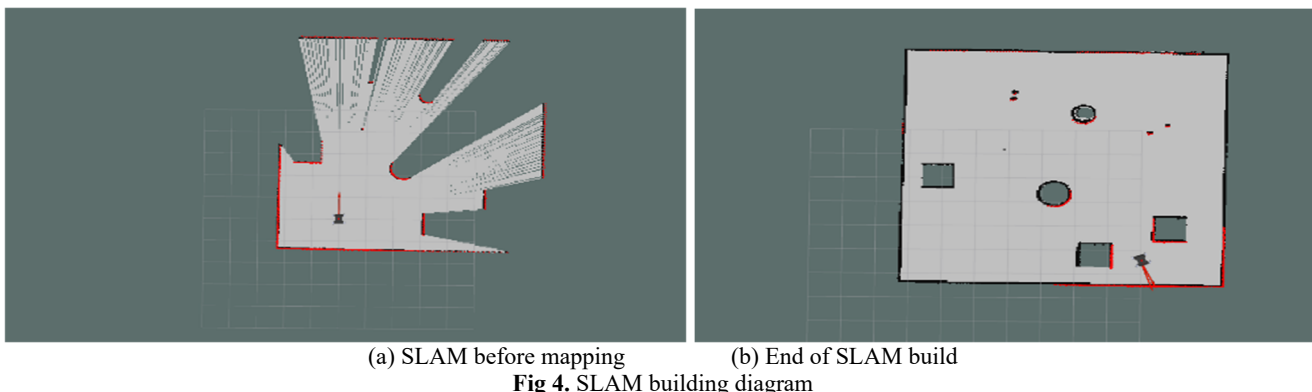 (a) SLAM before mapping (b) End of SLAM build
Fig 4. SLAM building diagram